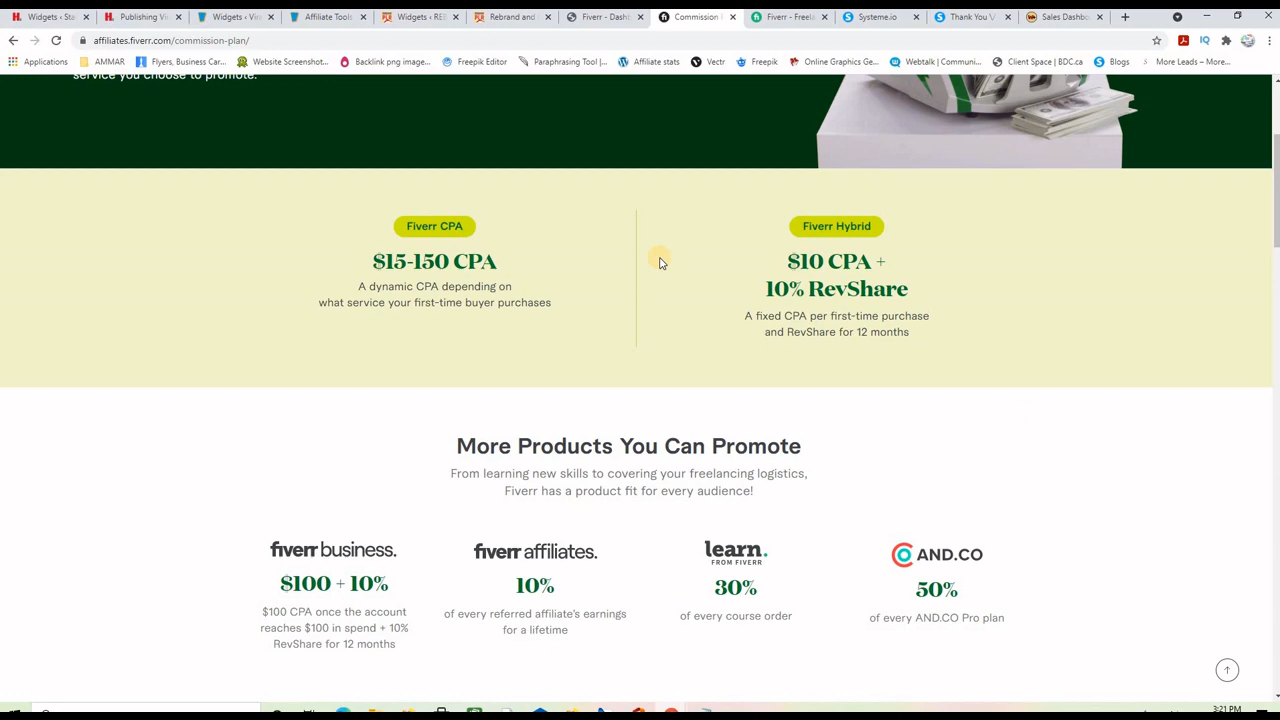 Widgets ‹ Sta
Publishing Vi
Widgets ‹ Vir
Affiliate Tools
Widgets ‹ REB
Rebrand and
Fiverr - Dashb
Commission
Fiverr - Freela
Systeme.io
Thank You \
Sales Dashbo
affiliates.fiverr.com/commission-plan/
Applications
AMMAR
Flyers, Business Car...
Website Screenshot...
Backlink png image...
Freepik Editor
Paraphrasing Tool |...
Affiliate stats
Vectr
Freepik
Online Graphics Ge...
Webtalk | Communi...
Client Space | BDC.ca
Blogs
More Leads – More...
service you choose to promote.
Fiverr CPA
$15-150 CPA
A dynamic CPA depending on
what service your first-time buyer purchases
Fiverr Hybrid
$10 CPA +
10% RevShare
A fixed CPA per first-time purchase
and RevShare for 12 months
More Products You Can Promote
From learning new skills to covering your freelancing logistics,
Fiverr has a product fit for every audience!
fiverr business.
$100 + 10%
$100 CPA once the account
reaches $100 in spend + 10%
RevShare for 12 months
fiverr affiliates.
10%
of every referred affiliate's earnings
for a lifetime
learn.
FROM FIVERR
30%
of every course order
AND.CO
50%
of every AND.CO Pro plan
3:21 PM